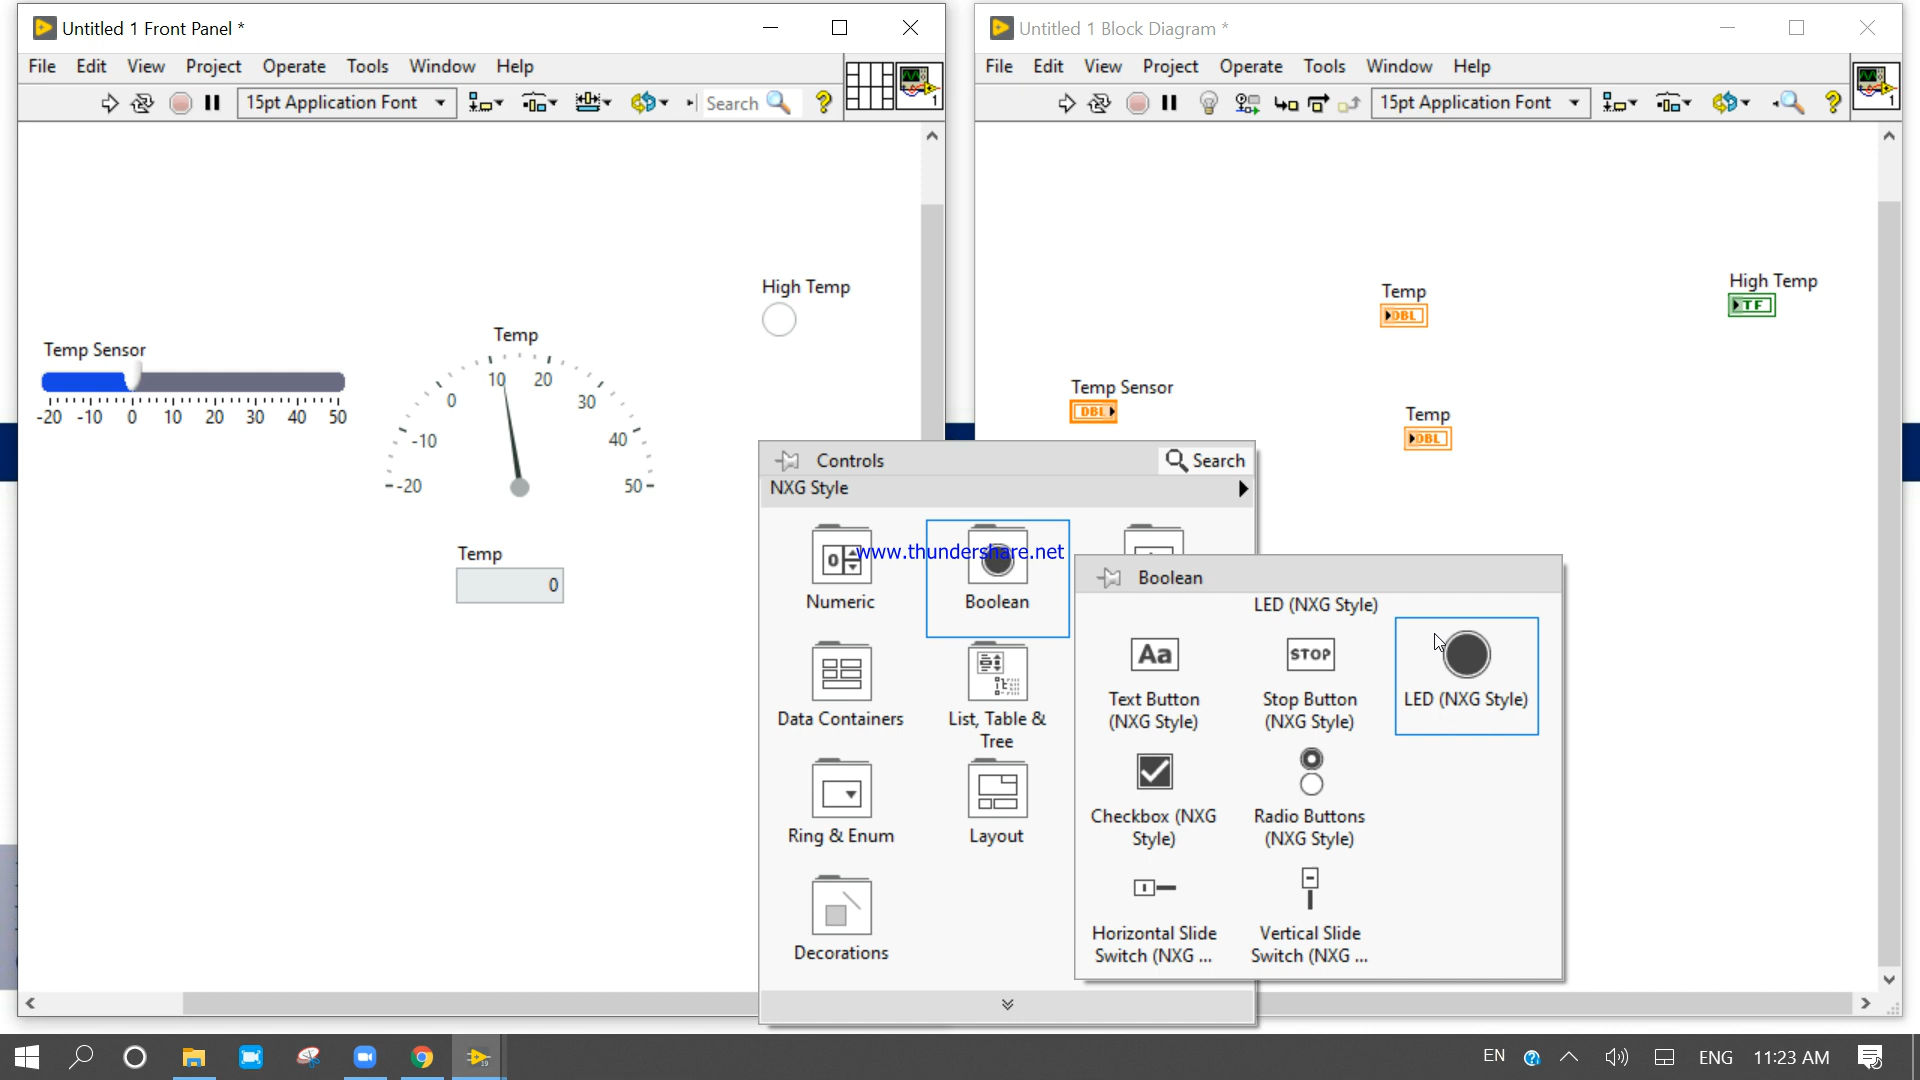 Untitled 1 Front Panel *
File Edit View Project Operate Tools Window Help
15pt Application Font
Search
1
High Temp
Temp Sensor
-20 -10 0 10 20 30 40 50
Temp
-20 -10 0 10 20 30 40 50
Temp
0
Untitled 1 Block Diagram *
File Edit View Project Operate Tools Window Help
15pt Application Font
1
High Temp
TF
Temp
DBL
Temp Sensor
DBL
Temp
DBL
Controls
Search
NXG Style
Numeric
Boolean
Data Containers
List, Table &
Tree
Ring & Enum
Layout
Decorations
www.thundershare.net
Boolean
LED (NXG Style)
Aa
Text Button
(NXG Style)
STOP
Stop Button
(NXG Style)
LED (NXG Style)
Checkbox (NXG
Style)
Radio Buttons
(NXG Style)
Horizontal Slide
Switch (NXG ...
Vertical Slide
Switch (NXG ...
EN
ENG
11:23 AM